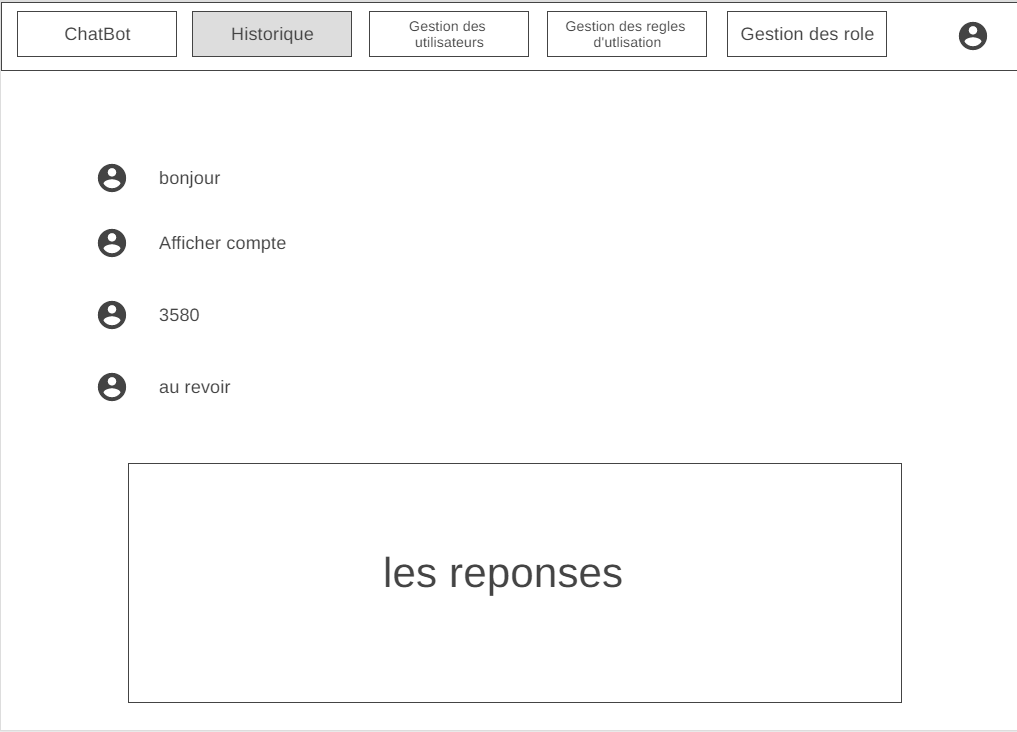 ChatBot
Historique
Gestion des
utilisateurs
Gestion des regles
d'utlisation
Gestion des role
bonjour
Afficher compte
3580
au revoir
les reponses